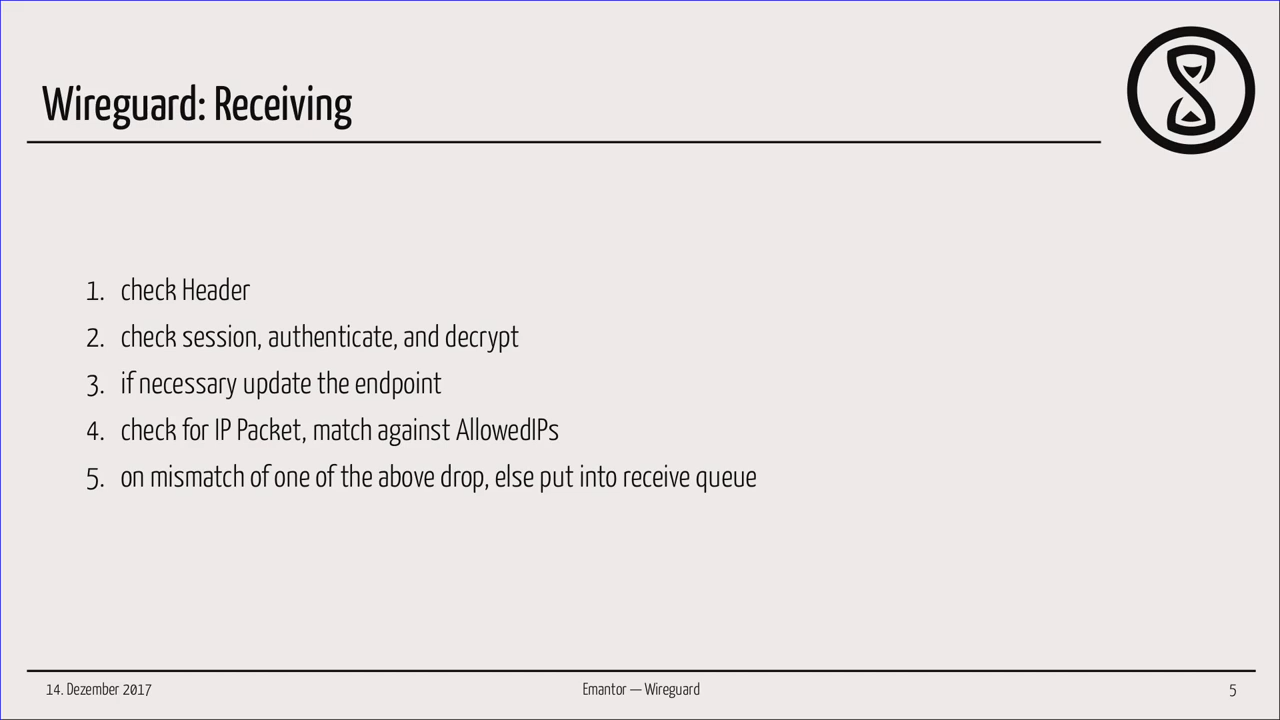 Wireguard: Receiving
1. check Header
2. check session, authenticate, and decrypt
3. if necessary update the endpoint
4. check for IP Packet, match against AllowedIPs
5. on mismatch of one of the above drop, else put into receive queue
14. Dezember 2017
Emantor — Wireguard
5